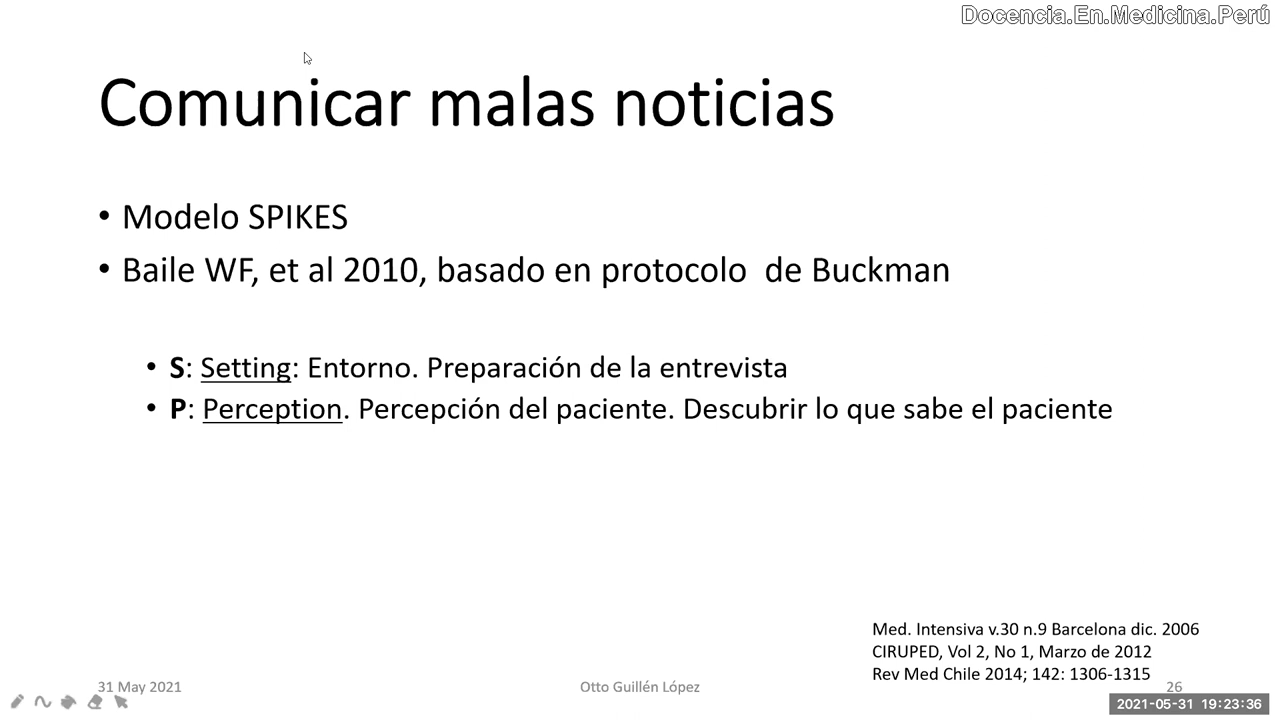 Docencia.En.Medicina.Perú
Comunicar malas noticias
• Modelo SPIKES
• Baile WF, et al 2010, basado en protocolo de Buckman
• S: Setting: Entorno. Preparación de la entrevista
• P: Perception. Percepción del paciente. Descubrir lo que sabe el paciente
Med. Intensiva v.30 n.9 Barcelona dic. 2006
CIRUPED, Vol 2, No 1, Marzo de 2012
Rev Med Chile 2014; 142: 1306-1315
31 May 2021
Otto Guillén López
26
2021-05-31 19:23:36